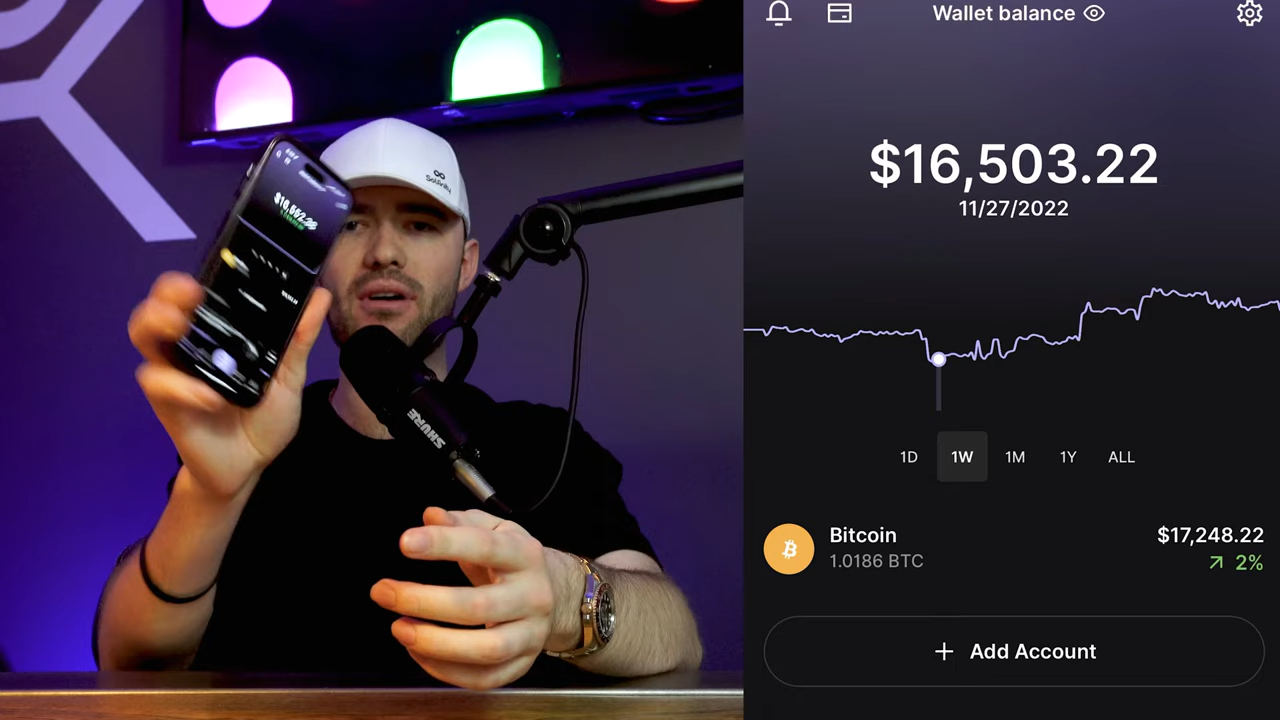 Solunity
SHURE
Wallet balance
$16,503.22
11/27/2022
1D 1W 1M 1Y ALL
Bitcoin
$17,248.22
1.0186 BTC
2%
+ Add Account